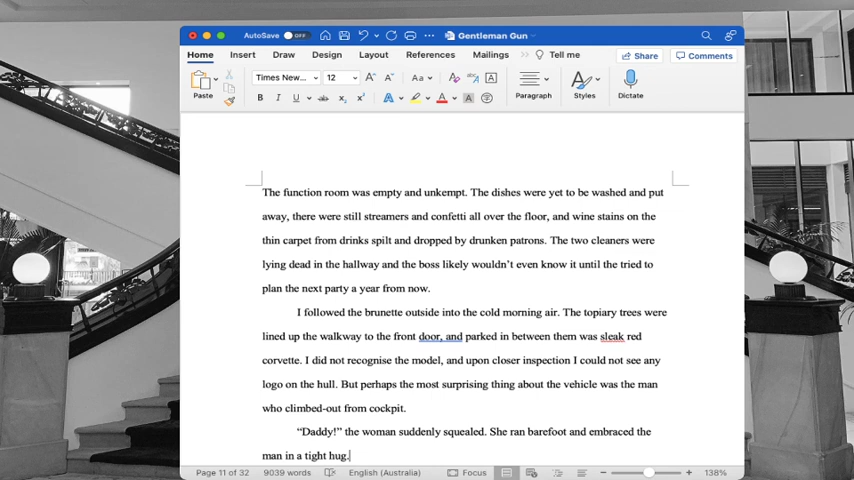 AutoSave OFF Gentleman Gun
Home Insert Draw Design Layout References Mailings >> Tell me Share Comments
Paste Times New... 12 Aa Paragraph Styles Dictate
B I U ab x₂ x² A A A
The function room was empty and unkempt. The dishes were yet to be washed and put
away, there were still streamers and confetti all over the floor, and wine stains on the
thin carpet from drinks spilt and dropped by drunken patrons. The two cleaners were
lying dead in the hallway and the boss likely wouldn’t even know it until the tried to
plan the next party a year from now.
I followed the brunette outside into the cold morning air. The topiary trees were
lined up the walkway to the front door, and parked in between them was sleak red
corvette. I did not recognise the model, and upon closer inspection I could not see any
logo on the hull. But perhaps the most surprising thing about the vehicle was the man
who climbed-out from cockpit.
“Daddy!” the woman suddenly squealed. She ran barefoot and embraced the
man in a tight hug.
Page 11 of 32 9039 words English (Australia) Focus 138%